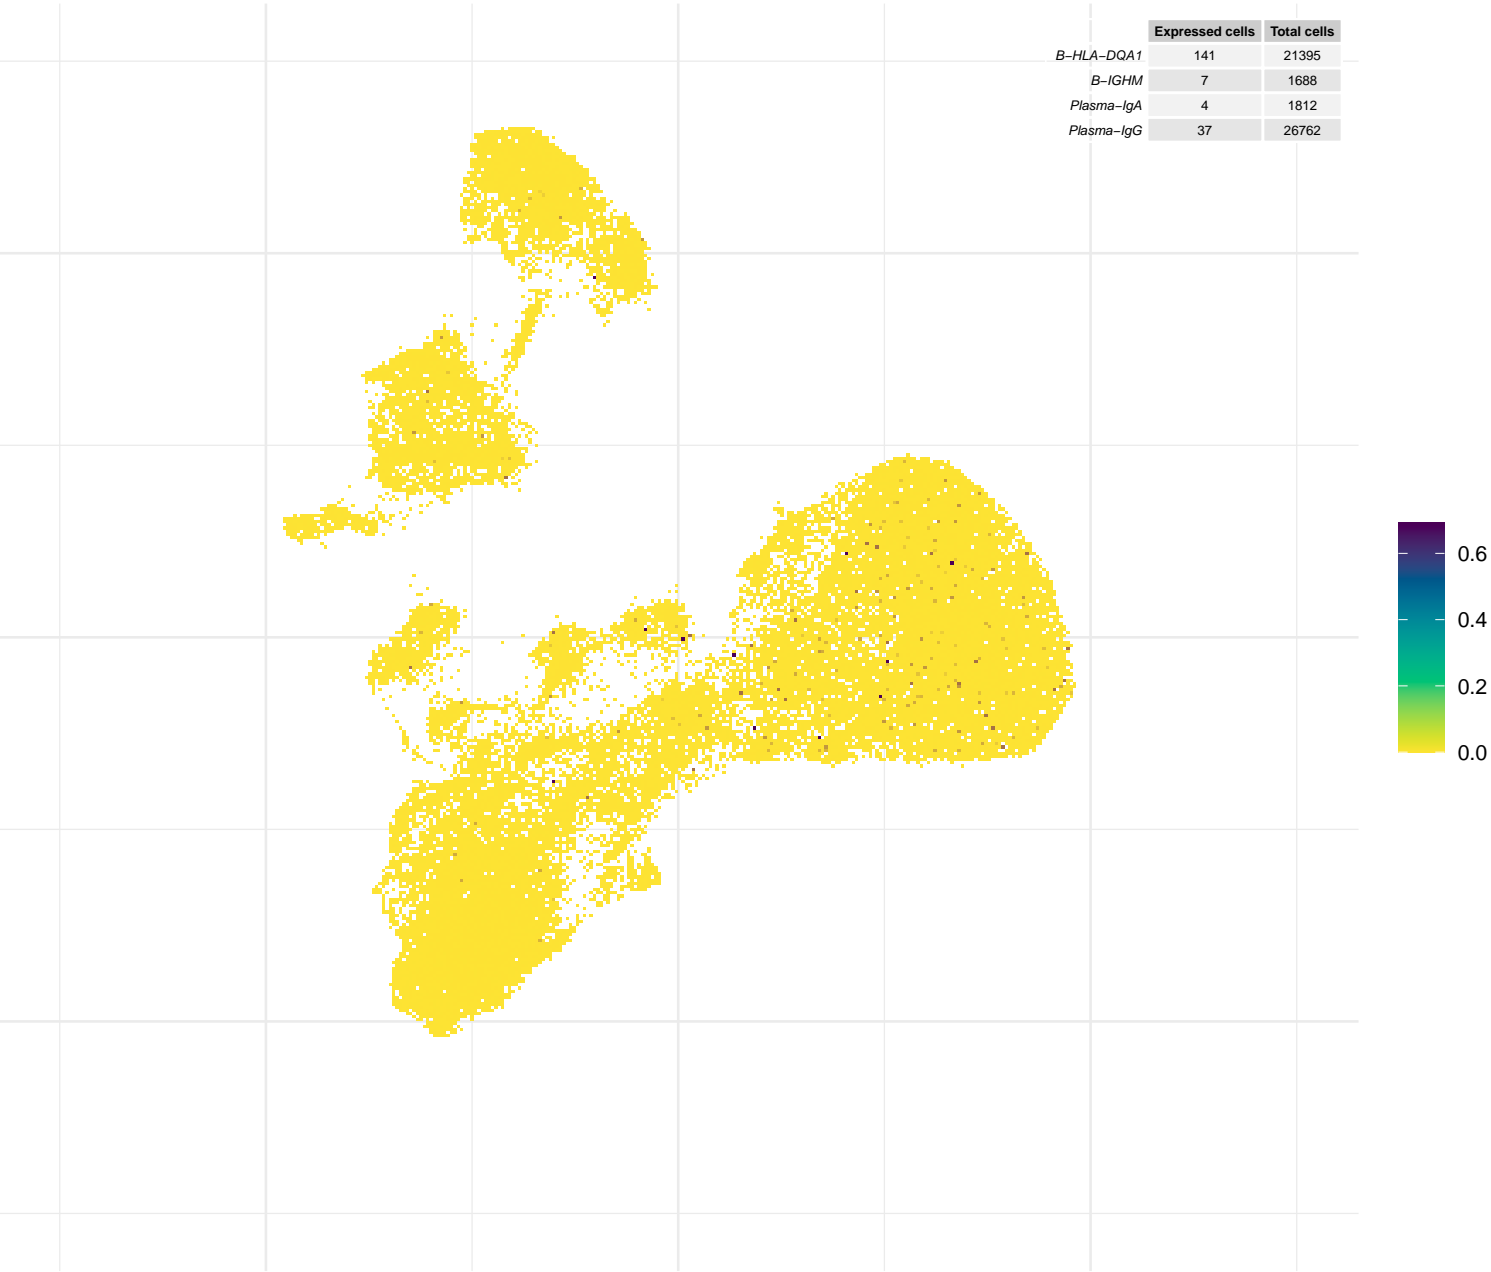 Expressed cells Total cells
B−HLA−DQA1 141 21395
B−IGHM 7 1688
Plasma−IgA 4 1812
Plasma−IgG 37 26762
0.6
0.4
0.2
0.0